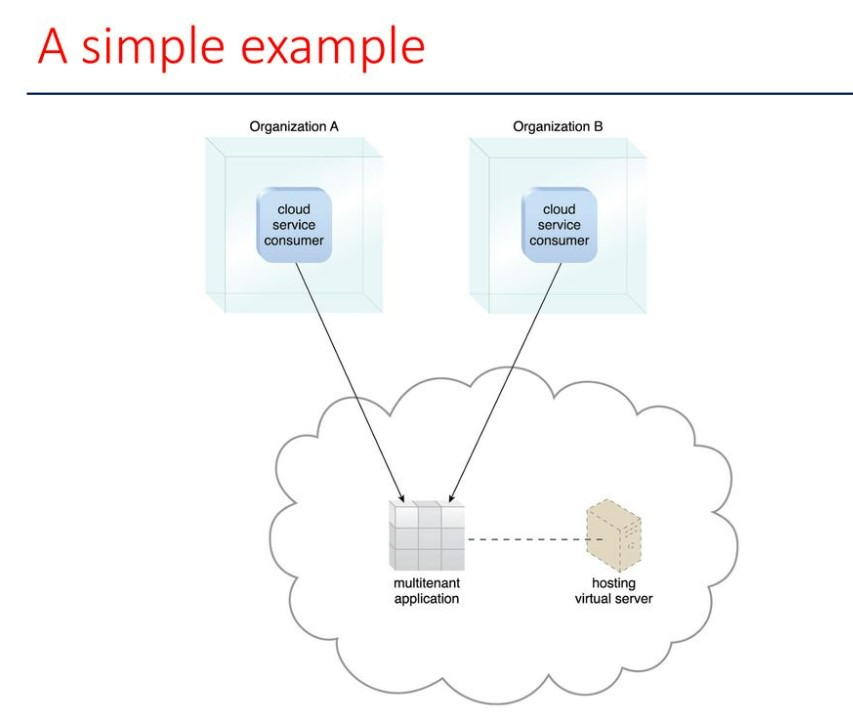 A simple example
Organization A
Organization B
cloud
service
consumer
cloud
service
consumer
multitenant
application
hosting
virtual server